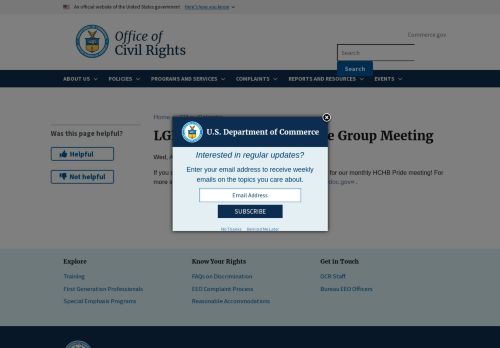 An official website of the United States government Here's how you know
Office of
Civil Rights
Commerce.gov
Search
Search
ABOUT US
POLICIES
PROGRAMS AND SERVICES
COMPLAINTS
REPORTS AND RESOURCES
EVENTS
Was this page helpful?
Helpful
Not helpful
Home
LG
e Group Meeting
Wed, A
If you
for our monthly HCHB Pride meeting! For
more i
doc.gov
U.S. Department of Commerce
Interested in regular updates?
Enter your email address to receive weekly
emails on the topics you care about.
Email Address
SUBSCRIBE
No Thanks Remind Me Later
Explore
Training
First Generation Professionals
Special Emphasis Programs
Know Your Rights
FAQs on Discrimination
EEO Complaint Process
Reasonable Accommodations
Get in Touch
OCR Staff
Bureau EEO Officers